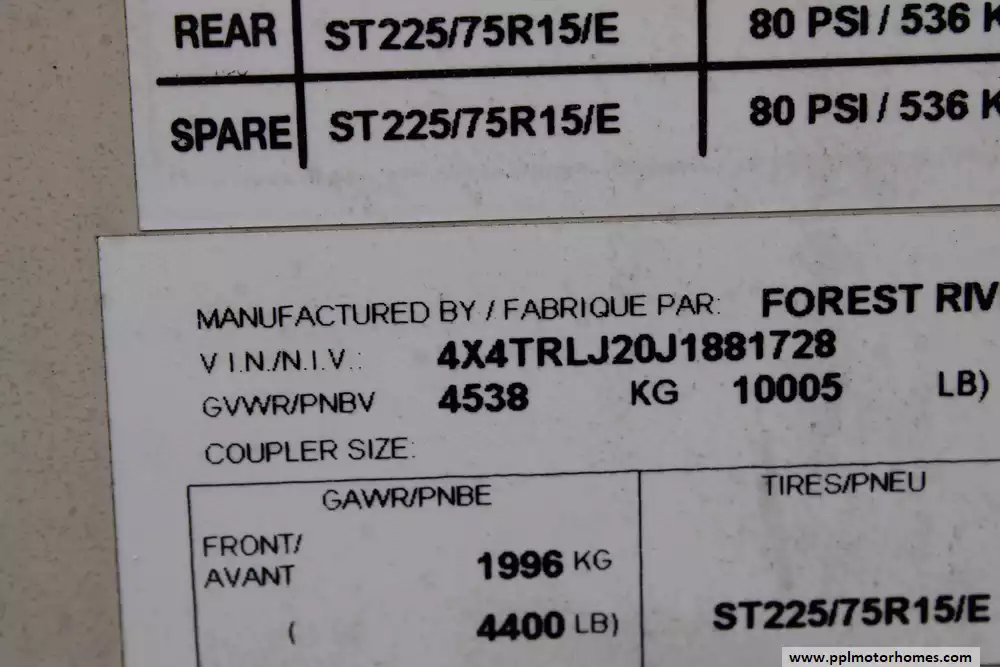 REAR ST225/75R15/E 80 PSI / 536 K
SPARE ST225/75R15/E 80 PSI / 536 K
MANUFACTURED BY / FABRIQUE PAR: FOREST RIV
V.I.N./N.I.V.: 4X4TRLJ20J1881728
GVWR/PNBV 4538 KG 10005 LB)
COUPLER SIZE:
GAWR/PNBE TIRES/PNEU
FRONT/
AVANT 1996 KG
( 4400 LB) ST225/75R15/E
www.pplmotorhomes.com